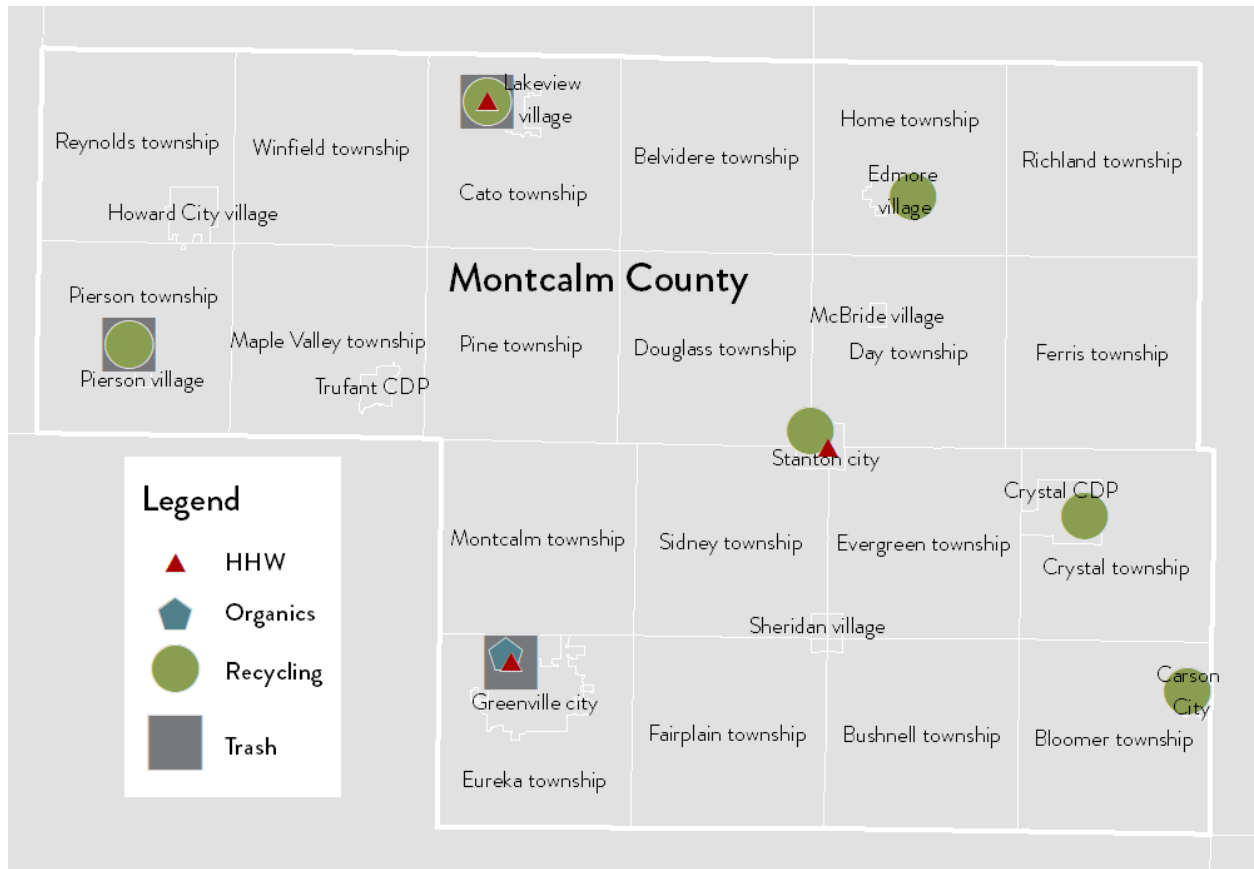 Lakeview
village
Home township
Reynolds township
Winfield township
Belvidere township
Richland township
Edmore
village
Cato township
Howard City village
Montcalm County
Pierson township
McBride village
Maple Valley township
Pine township
Douglass township
Day township
Ferris township
Pierson village
Trufant CDP
Stanton city
Crystal CDP
Legend
HHW
Organics
Recycling
Trash
Montcalm township
Sidney township
Evergreen township
Crystal township
Sheridan village
Carson
City
Greenville city
Fairplain township
Bushnell township
Bloomer township
Eureka township